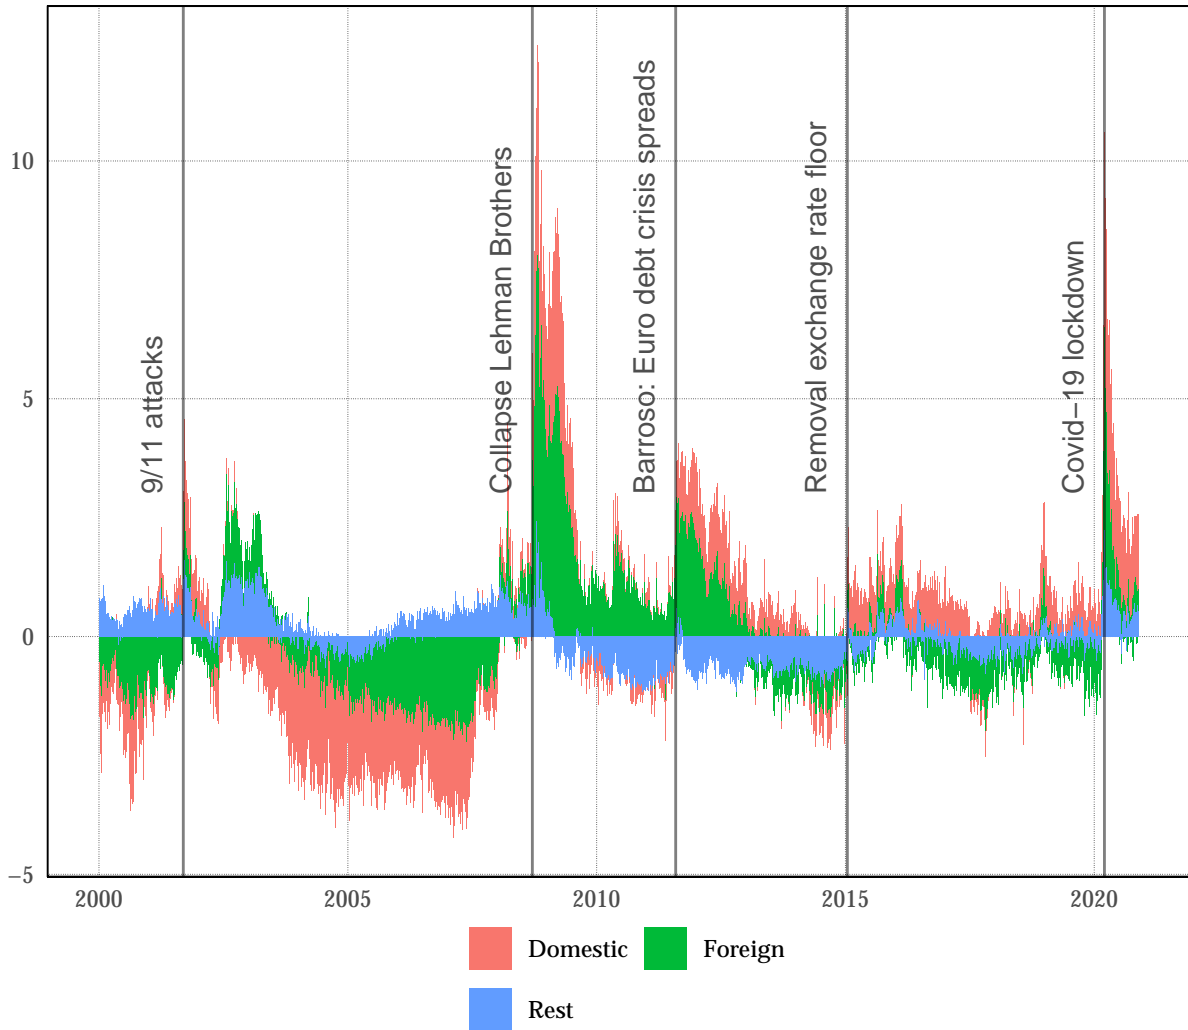 10
5
0
−5
9/11 attacks
Collapse Lehman Brothers
Barroso: Euro debt crisis spreads
Removal exchange rate floor
Covid−19 lockdown
2000 2005 2010 2015 2020
Domestic Foreign
Rest